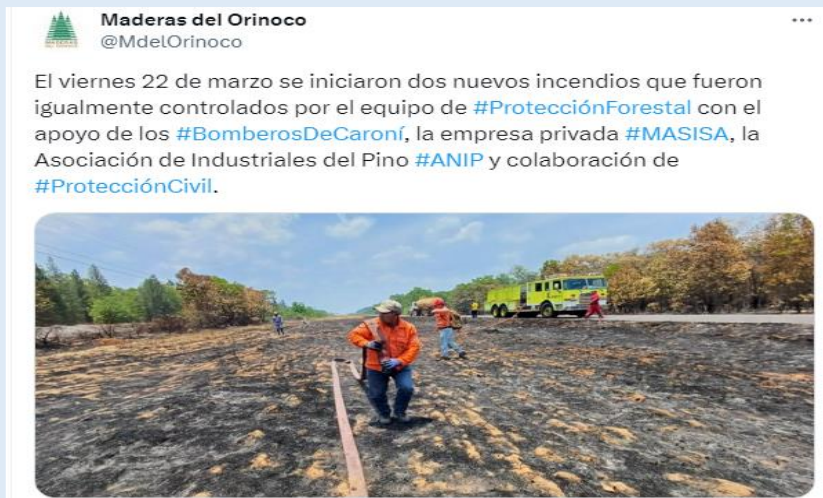 Maderas del Orinoco
@MdelOrinoco
El viernes 22 de marzo se iniciaron dos nuevos incendios que fueron
igualmente controlados por el equipo de #ProtecciónForestal con el
apoyo de los #BomberosDeCaroní, la empresa privada #MASISA, la
Asociación de Industriales del Pino #ANIP y colaboración de
#ProtecciónCivil.